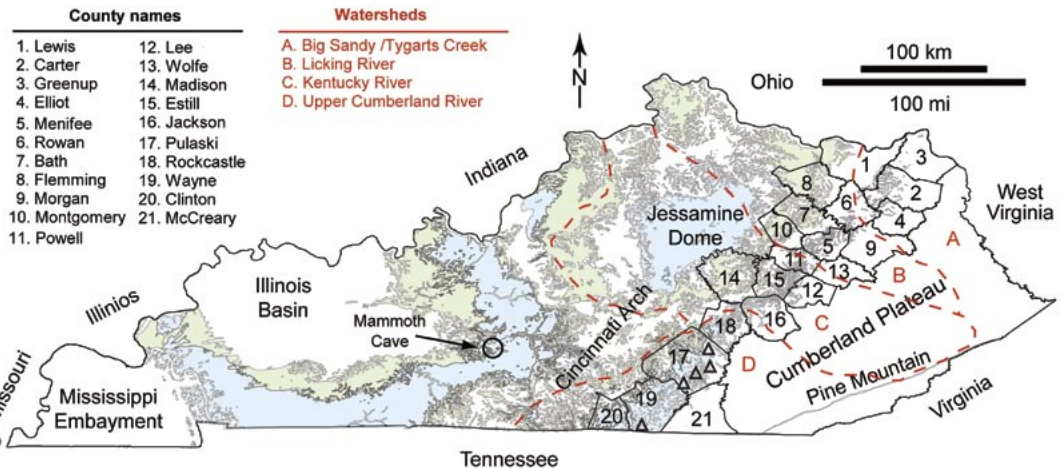 County names
1. Lewis
2. Carter
3. Greenup
4. Elliot
5. Menifee
6. Rowan
7. Bath
8. Flemming
9. Morgan
10. Montgomery
11. Powell
12. Lee
13. Wolfe
14. Madison
15. Estill
16. Jackson
17. Pulaski
18. Rockcastle
19. Wayne
20. Clinton
21. McCreary
Watersheds
A. Big Sandy /Tygarts Creek
B. Licking River
C. Kentucky River
D. Upper Cumberland River
N
Ohio
100 km
100 mi
Indiana
West
Virginia
1
3
2
8
6
7
4
10
5
9
A
Jessamine
Dome
11
13
B
14
15
12
Illinois
Basin
Illinios
Mammoth
Cave
Cincinnati Arch
18
16
C
Cumberland Plateau
17
D
Pine Mountain
Virginia
Mississippi
Embayment
19
20
21
Tennessee